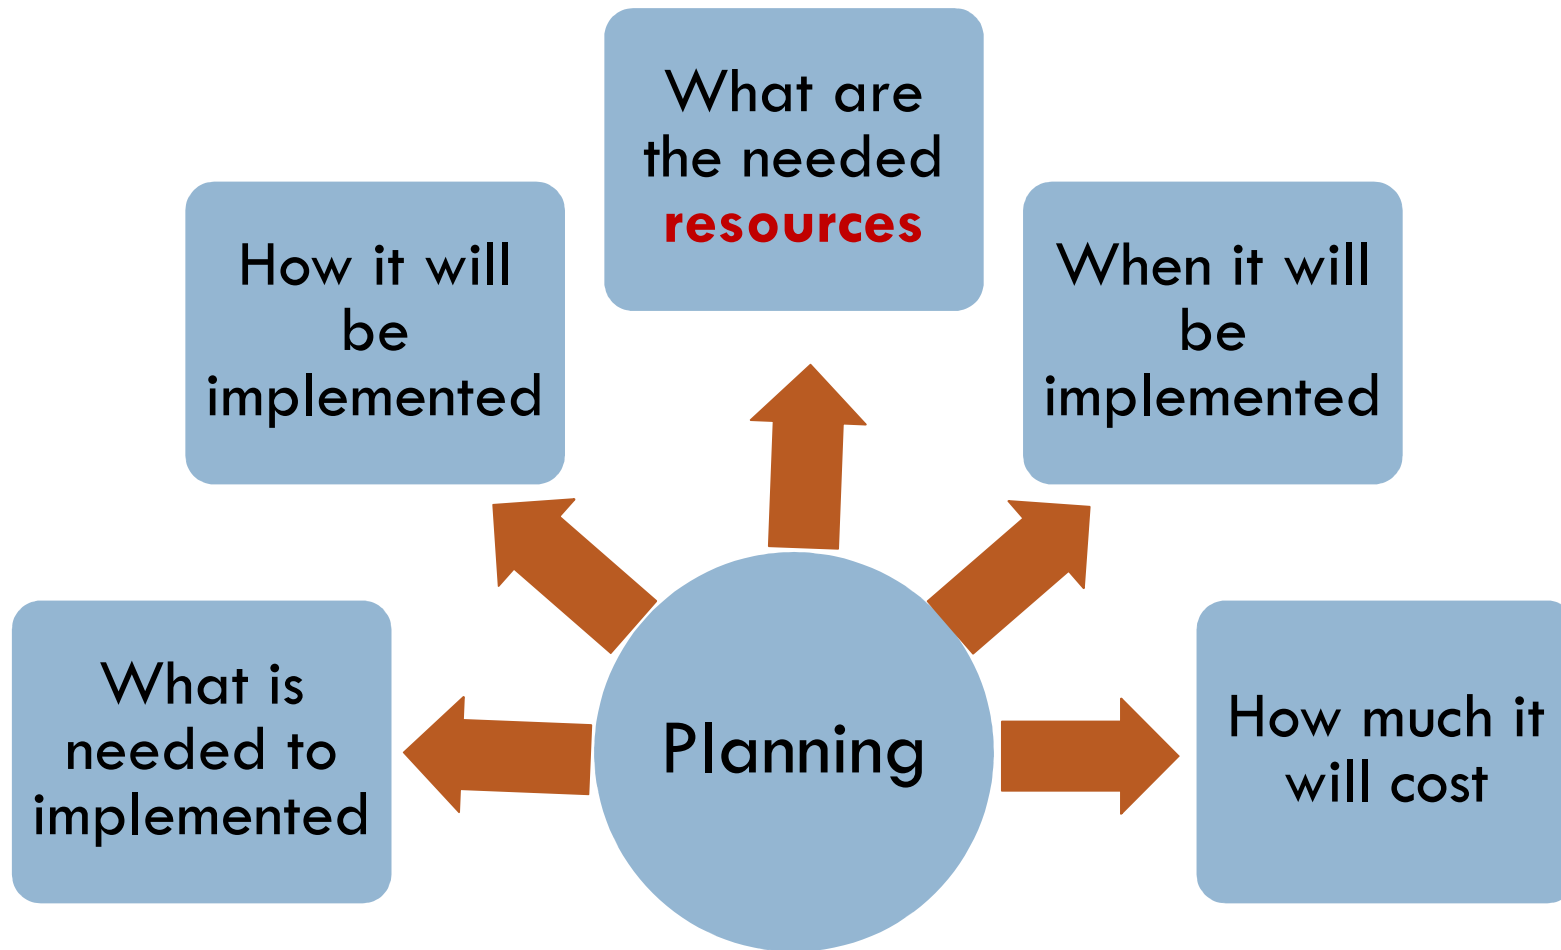 What are
the needed
resources
How it will
be
implemented
When it will
be
implemented
What is
needed to
implemented
Planning
How much it
will cost